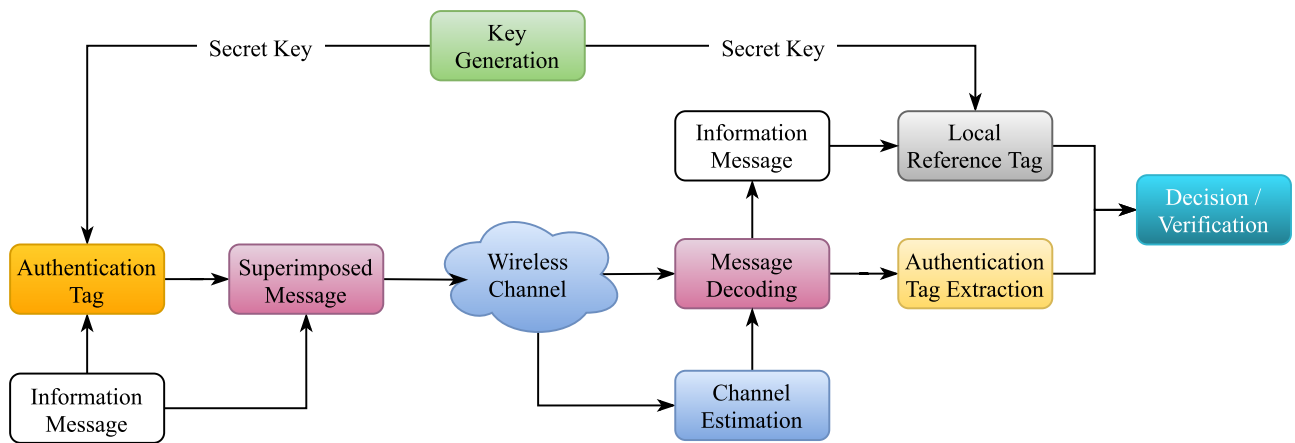 Key
Generation
Secret Key
Secret Key
Information
Message
Local
Reference Tag
Decision /
Verification
Authentication
Tag
Superimposed
Message
Wireless
Channel
Message
Decoding
Authentication
Tag Extraction
Information
Message
Channel
Estimation